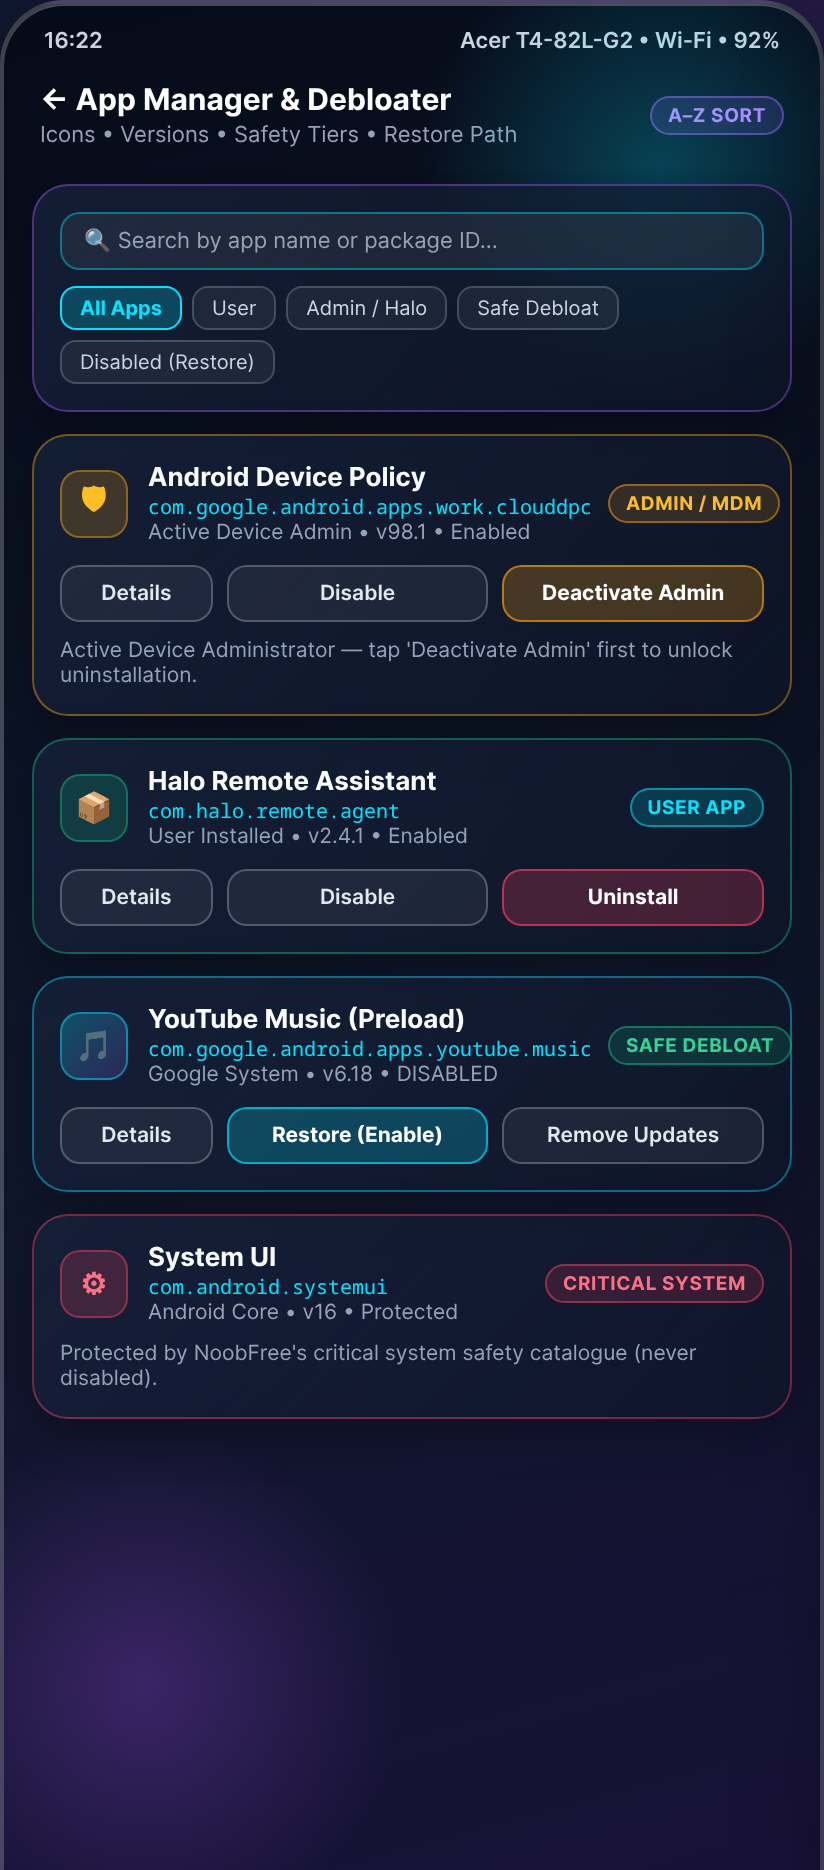 16:22
Acer T4-82L-G2 • Wi-Fi • 92%
← App Manager & Debloater
Icons • Versions • Safety Tiers • Restore Path
A–Z SORT
🔍 Search by app name or package ID...
All Apps
User
Admin / Halo
Safe Debloat
Disabled (Restore)
Android Device Policy
com.google.android.apps.work.clouddpc
Active Device Admin • v98.1 • Enabled
ADMIN / MDM
Details
Disable
Deactivate Admin
Active Device Administrator — tap 'Deactivate Admin' first to unlock
uninstallation.
Halo Remote Assistant
com.halo.remote.agent
User Installed • v2.4.1 • Enabled
USER APP
Details
Disable
Uninstall
YouTube Music (Preload)
com.google.android.apps.youtube.music
Google System • v6.18 • DISABLED
SAFE DEBLOAT
Details
Restore (Enable)
Remove Updates
System UI
com.android.systemui
Android Core • v16 • Protected
CRITICAL SYSTEM
Protected by NoobFree's critical system safety catalogue (never
disabled).